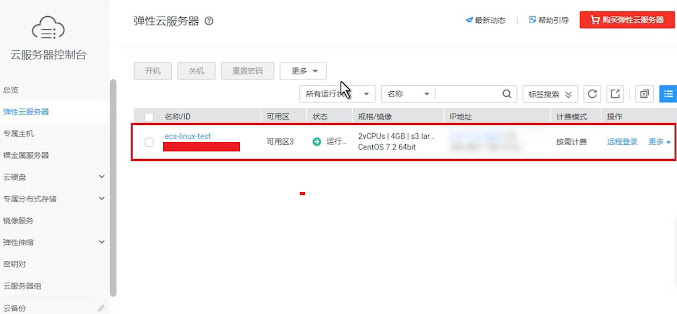 云服务器控制台
总览
弹性云服务器
专属主机
裸金属服务器
云硬盘
专属分布式存储
镜像服务
弹性伸缩
密钥对
云服务器组
云备份
弹性云服务器
最新动态
帮助引导
购买弹性云服务器
开机
关机
重置密码
更多
所有运行状
名称
标签搜索
名称/ID 可用区 状态 规格/镜像 IP地址 计费模式 操作
ecs-linux-test 可用区3 运行... 2vCPUs | 4GB | s3.lar... 按需计费 远程登录 更多
CentOS 7.2 64bit